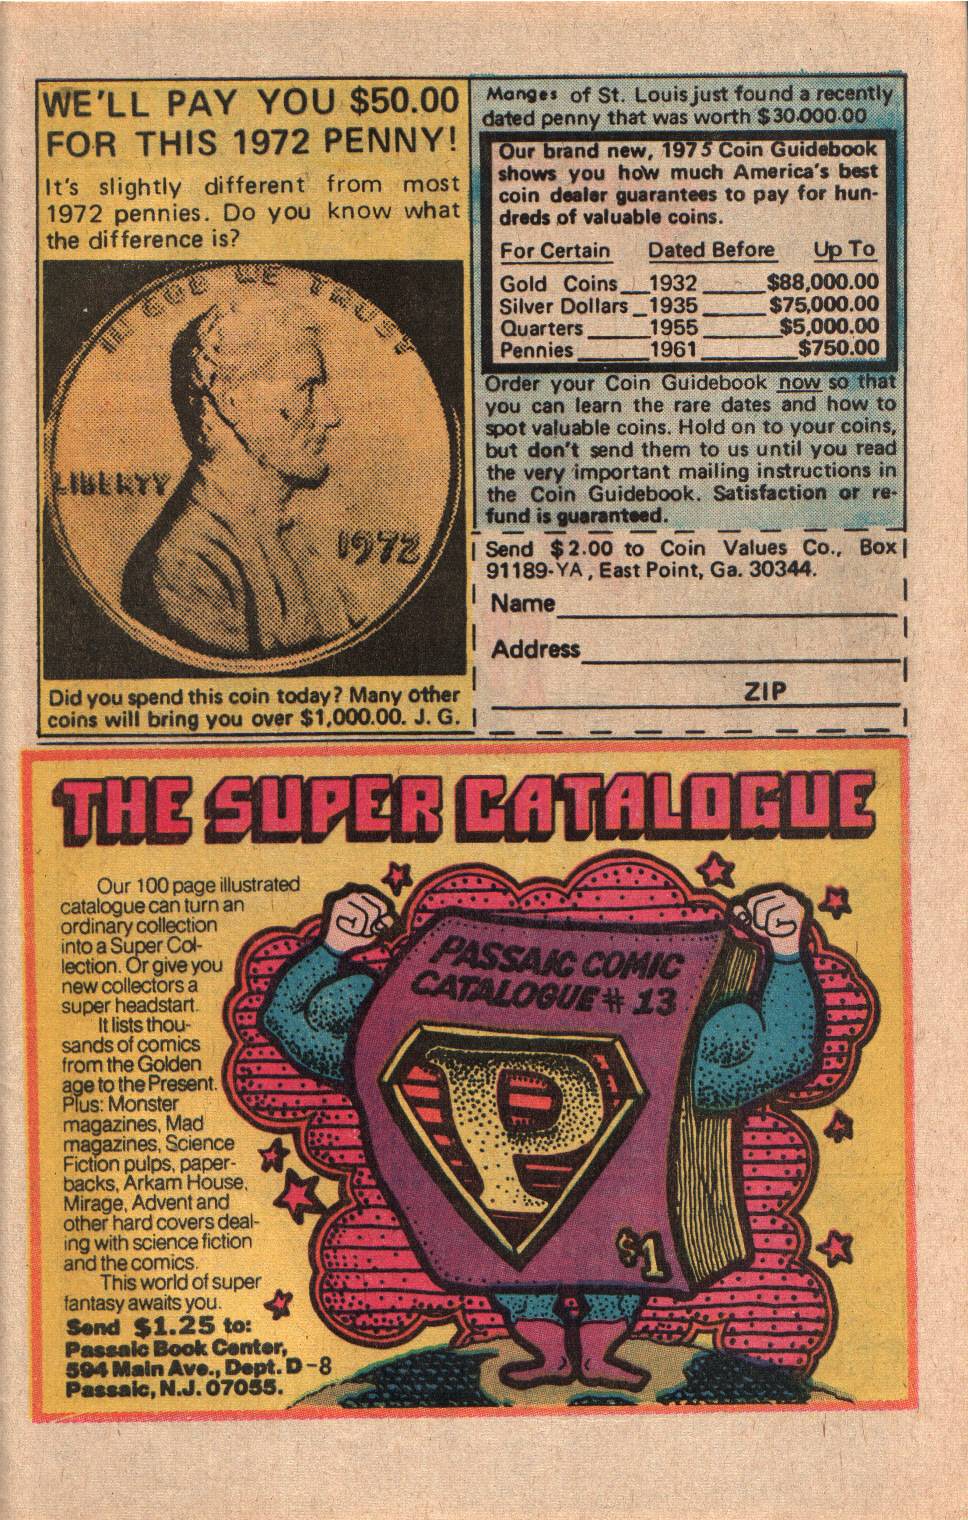 WE'LL PAY YOU $50.00
FOR THIS 1972 PENNY!
It's slightly different from most
1972 pennies. Do you know what
the difference is?
IN GOD WE TRUST
LIBERTY
1972
Did you spend this coin today? Many other
coins will bring you over $1,000.00. J. G.
Manges of St. Louis just found a recently
dated penny that was worth $30.000.00
Our brand new, 1975 Coin Guidebook
shows you how much America's best
coin dealer guarantees to pay for hun-
dreds of valuable coins.
For Certain Dated Before Up To
Gold Coins 1932 $88,000.00
Silver Dollars 1935 $75,000.00
Quarters 1955 $5,000.00
Pennies 1961 $750.00
Order your Coin Guidebook now so that
you can learn the rare dates and how to
spot valuable coins. Hold on to your coins,
but don't send them to us until you read
the very important mailing instructions in
the Coin Guidebook. Satisfaction or re-
fund is guaranteed.
Send $2.00 to Coin Values Co., Box
91189-YA, East Point, Ga. 30344.
Name
Address
ZIP
THE SUPER CATALOGUE
Our 100 page illustrated
catalogue can turn an
ordinary collection
into a Super Col-
lection. Or give you
new collectors a
super headstart.
It lists thou-
sands of comics
from the Golden
age to the Present.
Plus: Monster
magazines, Mad
magazines, Science
Fiction pulps, paper-
backs, Arkam House,
Mirage, Advent and
other hard covers deal-
ing with science fiction
and the comics.
This world of super
fantasy awaits you.
Send $1.25 to:
Passaic Book Center,
594 Main Ave., Dept. D-8
Passaic, N.J. 07055.
PASSAIC COMIC
CATALOGUE # 13
P
$1